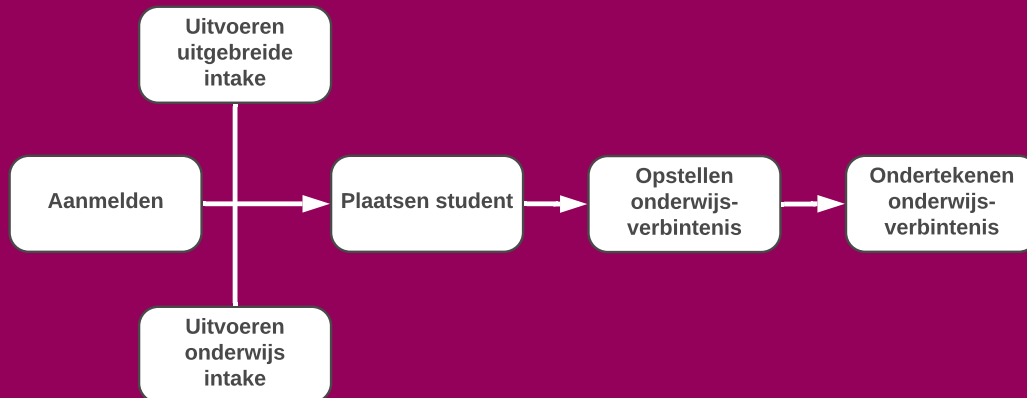 Uitvoeren
uitgebreide
intake
Aanmelden
Plaatsen student
Opstellen
onderwijs-
verbintenis
Ondertekenen
onderwijs-
verbintenis
Uitvoeren
onderwijs
intake